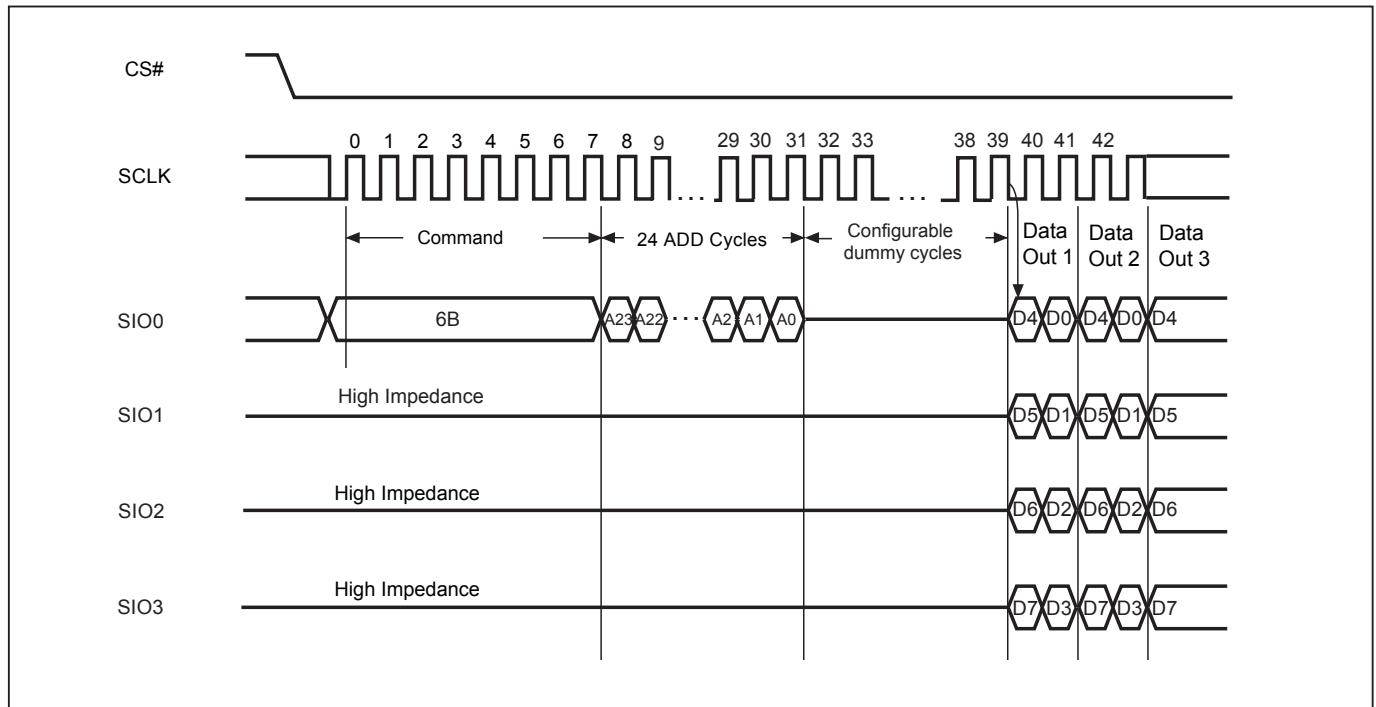 CS#
0 1 2 3 4 5 6 7 8 9 29 30 31 32 33 38 39 40 41 42
SCLK
. . . . . .
Command
24 ADD Cycles
Configurable
dummy cycles
Data
Out 1
Data
Out 2
Data
Out 3
SIO0
6B
A23 A22 . . . A2 A1 A0
D4 D0 D4 D0 D4
High Impedance
SIO1
D5 D1 D5 D1 D5
High Impedance
SIO2
D6 D2 D6 D2 D6
High Impedance
SIO3
D7 D3 D7 D3 D7